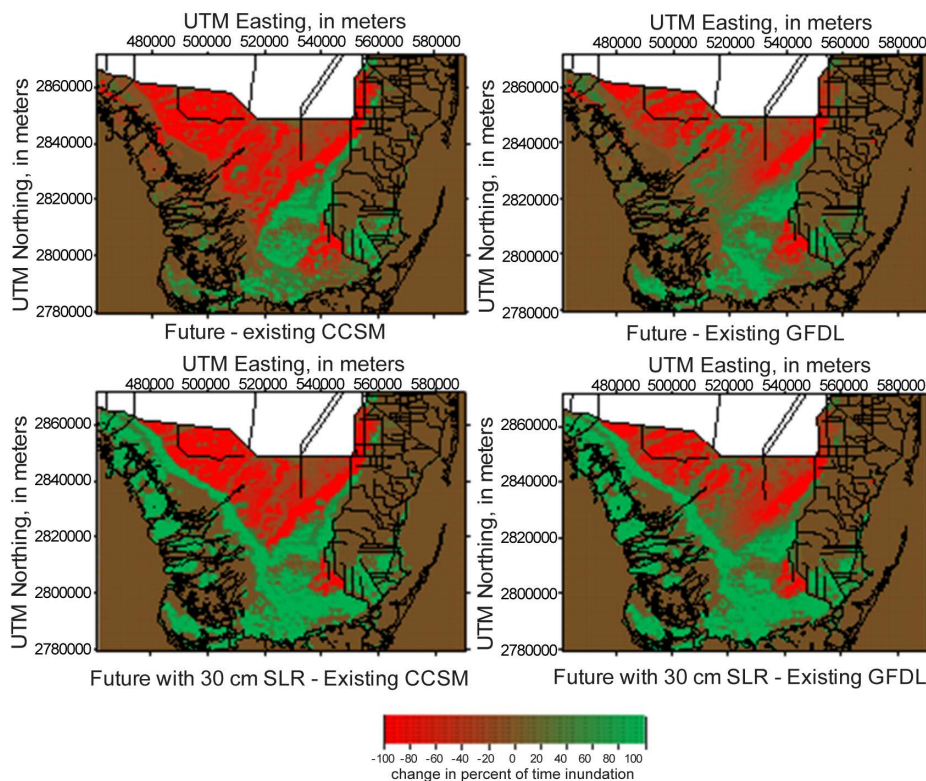 UTM Easting, in meters
480000 500000 520000 540000 560000 580000
UTM Northing, in meters
2860000
2840000
2820000
2800000
2780000
Future - existing CCSM
UTM Easting, in meters
480000 500000 520000 540000 560000 580000
UTM Northing, in meters
2860000
2840000
2820000
2800000
2780000
Future - Existing GFDL
UTM Easting, in meters
480000 500000 520000 540000 560000 580000
UTM Northing, in meters
2860000
2840000
2820000
2800000
2780000
Future with 30 cm SLR - Existing CCSM
UTM Easting, in meters
480000 500000 520000 540000 560000 580000
UTM Northing, in meters
2860000
2840000
2820000
2800000
2780000
Future with 30 cm SLR - Existing GFDL
-100 -80 -60 -40 -20 0 20 40 60 80 100
change in percent of time inundation